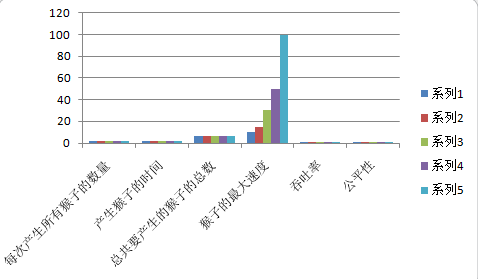 120
100
80
60
40
20
0
每次产生所有猴子的数量
产生猴子的时间
总共要产生的猴子的总数
猴子的最大速度
吞吐率
公平性
系列1
系列2
系列3
系列4
系列5